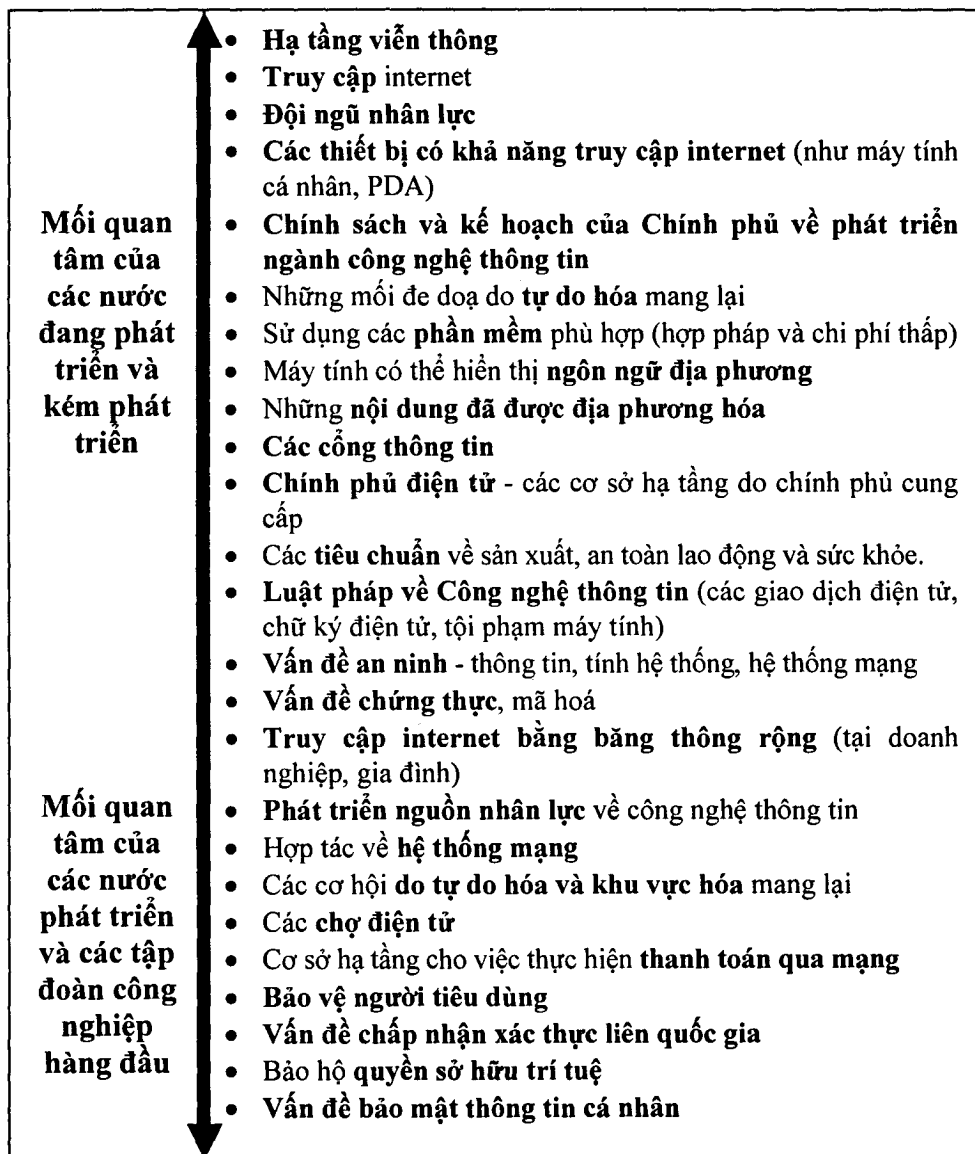 Mối quan
tâm của
các nước
đang phát
triển và
kém phát
triển
Mối quan
tâm của
các nước
phát triển
và các tập
đoàn công
nghiệp
hàng đầu
• Hạ tầng viễn thông
• Truy cập internet
• Đội ngũ nhân lực
• Các thiết bị có khả năng truy cập internet (như máy tính
cá nhân, PDA)
• Chính sách và kế hoạch của Chính phủ về phát triển
ngành công nghệ thông tin
• Những mối đe doạ do tự do hóa mang lại
• Sử dụng các phần mềm phù hợp (hợp pháp và chi phí thấp)
• Máy tính có thể hiển thị ngôn ngữ địa phương
• Những nội dung đã được địa phương hóa
• Các cổng thông tin
• Chính phủ điện tử - các cơ sở hạ tầng do chính phủ cung
cấp
• Các tiêu chuẩn về sản xuất, an toàn lao động và sức khỏe.
• Luật pháp về Công nghệ thông tin (các giao dịch điện tử,
chữ ký điện tử, tội phạm máy tính)
• Vấn đề an ninh - thông tin, tính hệ thống, hệ thống mạng
• Vấn đề chứng thực, mã hoá
• Truy cập internet bằng băng thông rộng (tại doanh
nghiệp, gia đình)
• Phát triển nguồn nhân lực về công nghệ thông tin
• Hợp tác về hệ thống mạng
• Các cơ hội do tự do hóa và khu vực hóa mang lại
• Các chợ điện tử
• Cơ sở hạ tầng cho việc thực hiện thanh toán qua mạng
• Bảo vệ người tiêu dùng
• Vấn đề chấp nhận xác thực liên quốc gia
• Bảo hộ quyền sở hữu trí tuệ
• Vấn đề bảo mật thông tin cá nhân